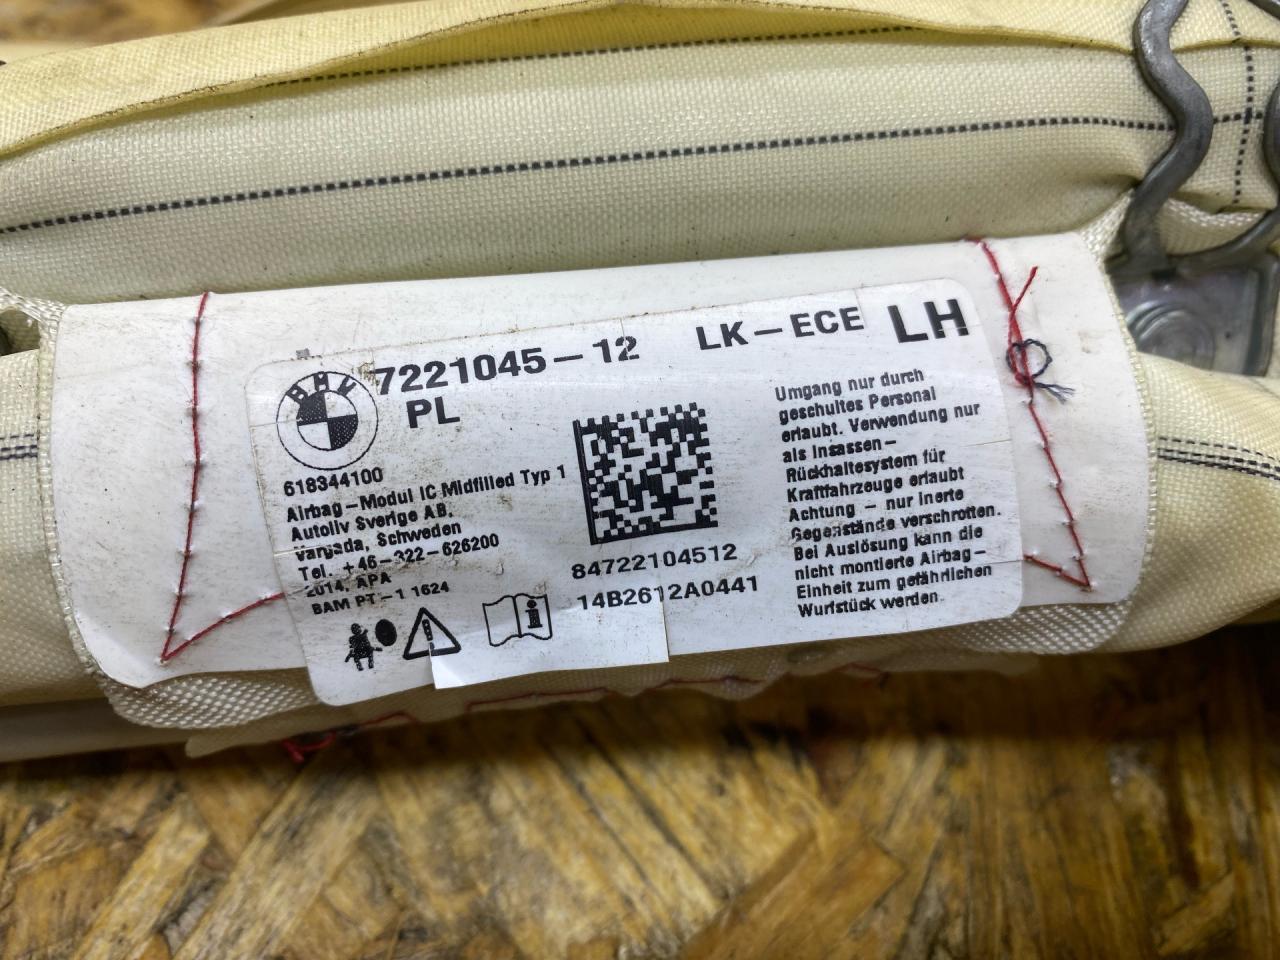 BMW
7221045-12 LK-ECE LH
PL
618344100
Airbag-Modul IC Midfilled Typ 1
Autoliv Sverige AB.
Vargada, Schweden
Tel. +46-322-626200
2014, APA
BAM PT-1 1624
84722104512
14B2612A0441
Umgang nur durch
geschultes Personal
erlaubt. Verwendung nur
als Insassen-
Rückhaltesystem für
Kraftfahrzeuge erlaubt
Achtung - nur inerte
Gegenstände verschrotten.
Bei Auslösung kann die
nicht montierte Airbag-
Einheit zum gefährlichen
Wurfstück werden.